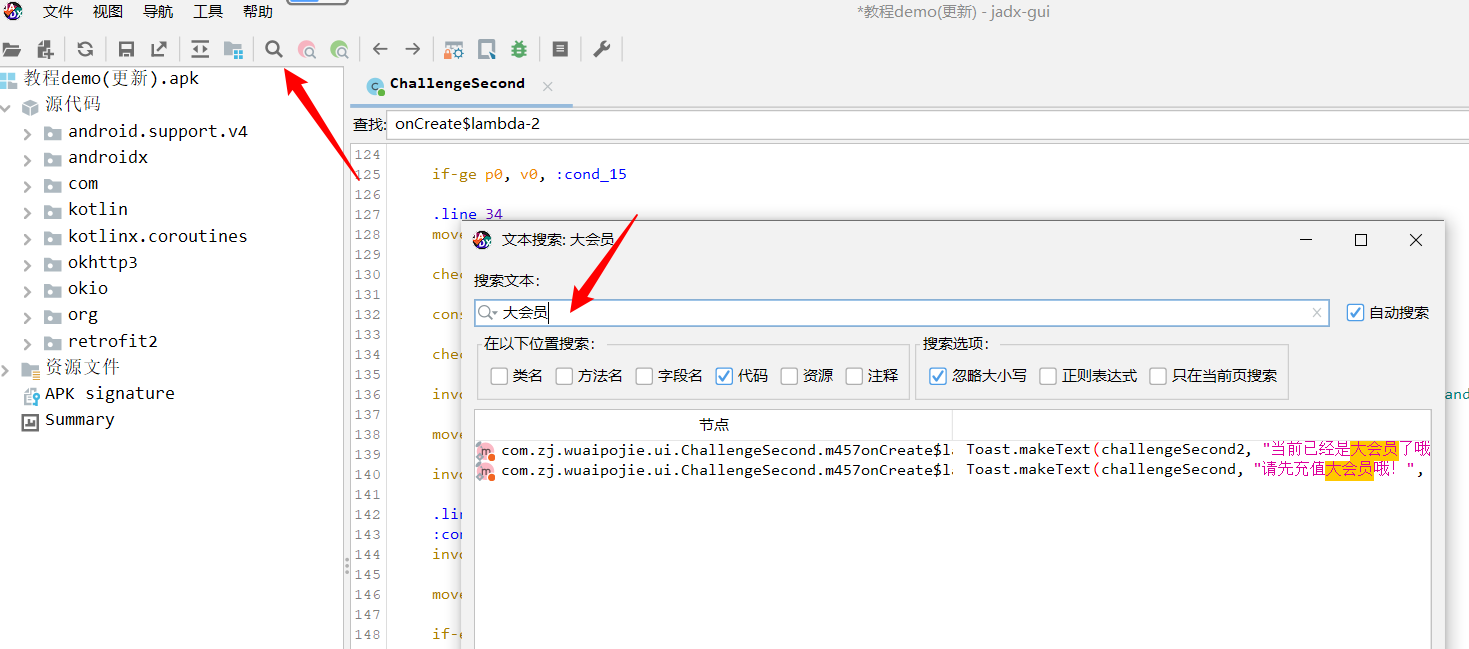 文件 视图 导航 工具 帮助
*教程demo(更新) - jadx-gui
教程demo(更新).apk
源代码
android.support.v4
androidx
com
kotlin
kotlinx.coroutines
okhttp3
okio
org
retrofit2
资源文件
APK signature
Summary
ChallengeSecond
查找: onCreate$lambda-2
124
125 if-ge p0, v0, :cond_15
126
127 .line 34
128 move
129
130 chec
131
132 cons
133
134 chec
135
136 invo and
137
138 move
139
140 invo
141
142 .lin
143 :con
144 invo
145
146 move
147
148 if-e
文本搜索: 大会员
搜索文本:
大会员
自动搜索
在以下位置搜索:
类名 方法名 字段名 代码 资源 注释
搜索选项:
忽略大小写 正则表达式 只在当前页搜索
节点
com.zj.wuaipojie.ui.ChallengeSecond.m457onCreate$l Toast.makeText(challengeSecond2, "当前已经是大会员了哦
com.zj.wuaipojie.ui.ChallengeSecond.m457onCreate$l Toast.makeText(challengeSecond, "请先充值大会员哦！",